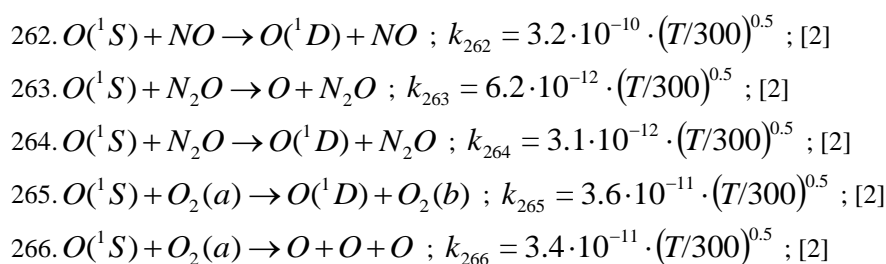 262. O(¹S) + NO → O(¹D) + NO ; k₂₆₂ = 3.2·10⁻¹⁰·(T/300)⁰·⁵ ; [2]
263. O(¹S) + N₂O → O + N₂O ; k₂₆₃ = 6.2·10⁻¹²·(T/300)⁰·⁵ ; [2]
264. O(¹S) + N₂O → O(¹D) + N₂O ; k₂₆₄ = 3.1·10⁻¹²·(T/300)⁰·⁵ ; [2]
265. O(¹S) + O₂(a) → O(¹D) + O₂(b) ; k₂₆₅ = 3.6·10⁻¹¹·(T/300)⁰·⁵ ; [2]
266. O(¹S) + O₂(a) → O + O + O ; k₂₆₆ = 3.4·10⁻¹¹·(T/300)⁰·⁵ ; [2]